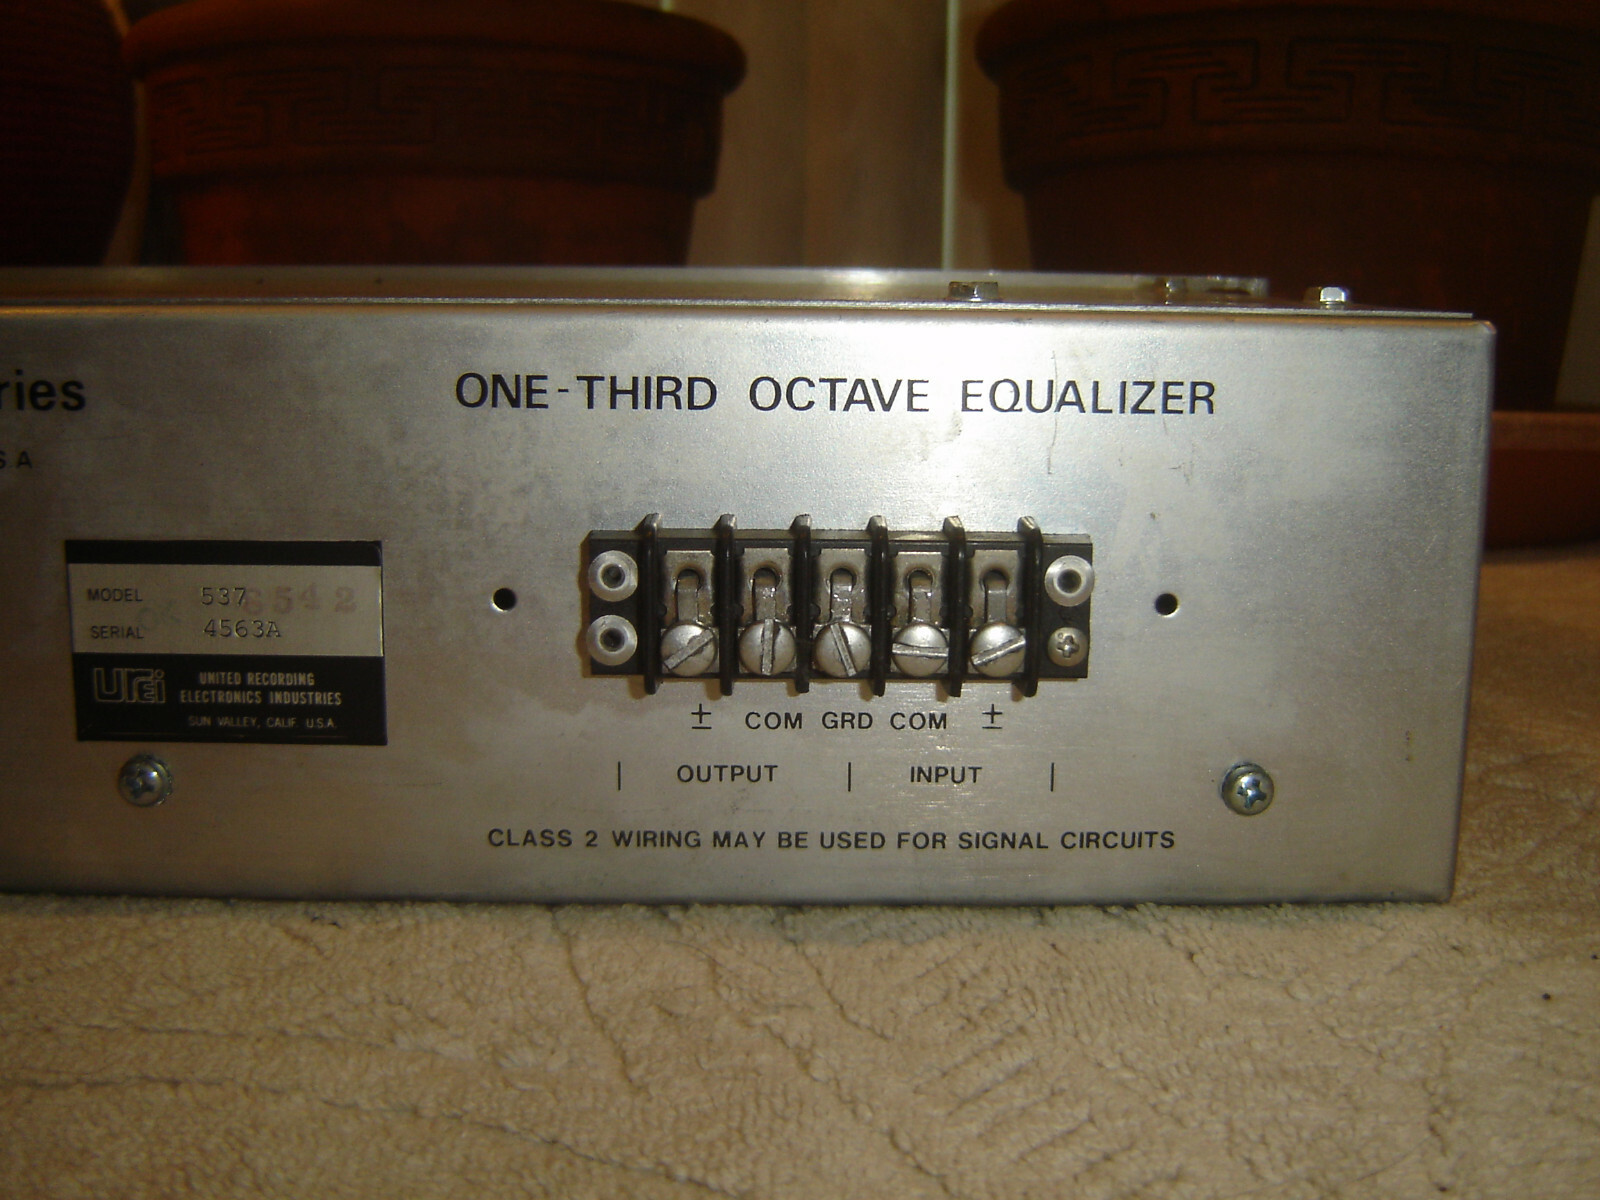 ries
ONE-THIRD OCTAVE EQUALIZER
S A
MODEL 537 6542
SERIAL 4563A
Urei
UNITED RECORDING
ELECTRONICS INDUSTRIES
SUN VALLEY, CALIF. U.S.A.
± COM GRD COM ±
| OUTPUT | INPUT |
CLASS 2 WIRING MAY BE USED FOR SIGNAL CIRCUITS